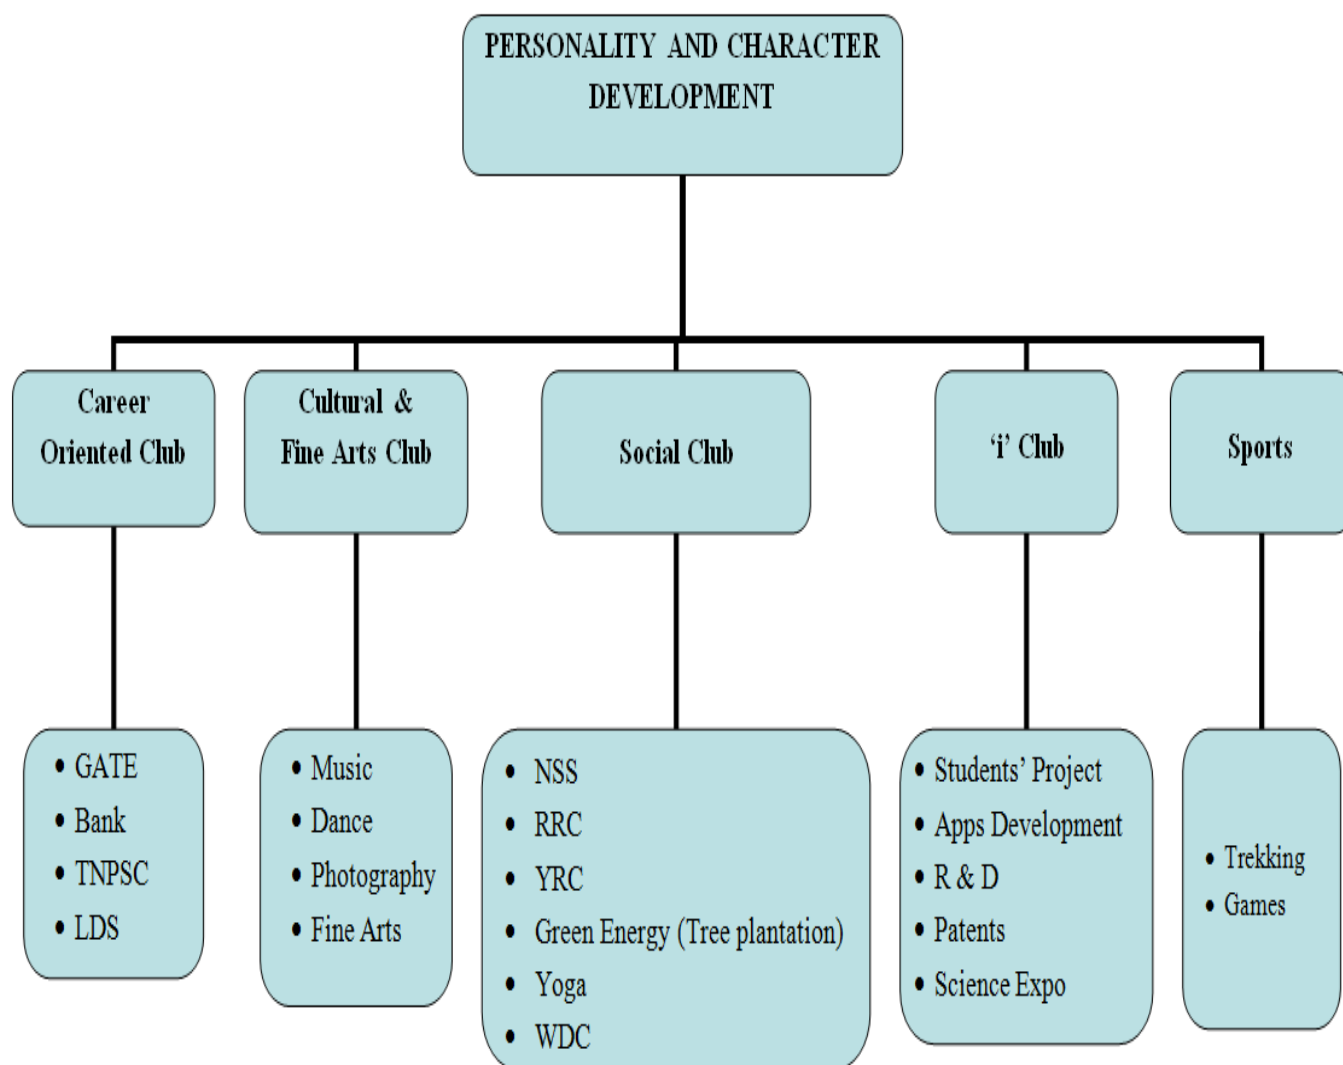 PERSONALITY AND CHARACTER
DEVELOPMENT
Career
Oriented Club
Cultural &
Fine Arts Club
Social Club
‘i’ Club
Sports
• GATE
• Bank
• TNPSC
• LDS
• Music
• Dance
• Photography
• Fine Arts
• NSS
• RRC
• YRC
• Green Energy (Tree plantation)
• Yoga
• WDC
• Students’ Project
• Apps Development
• R & D
• Patents
• Science Expo
• Trekking
• Games